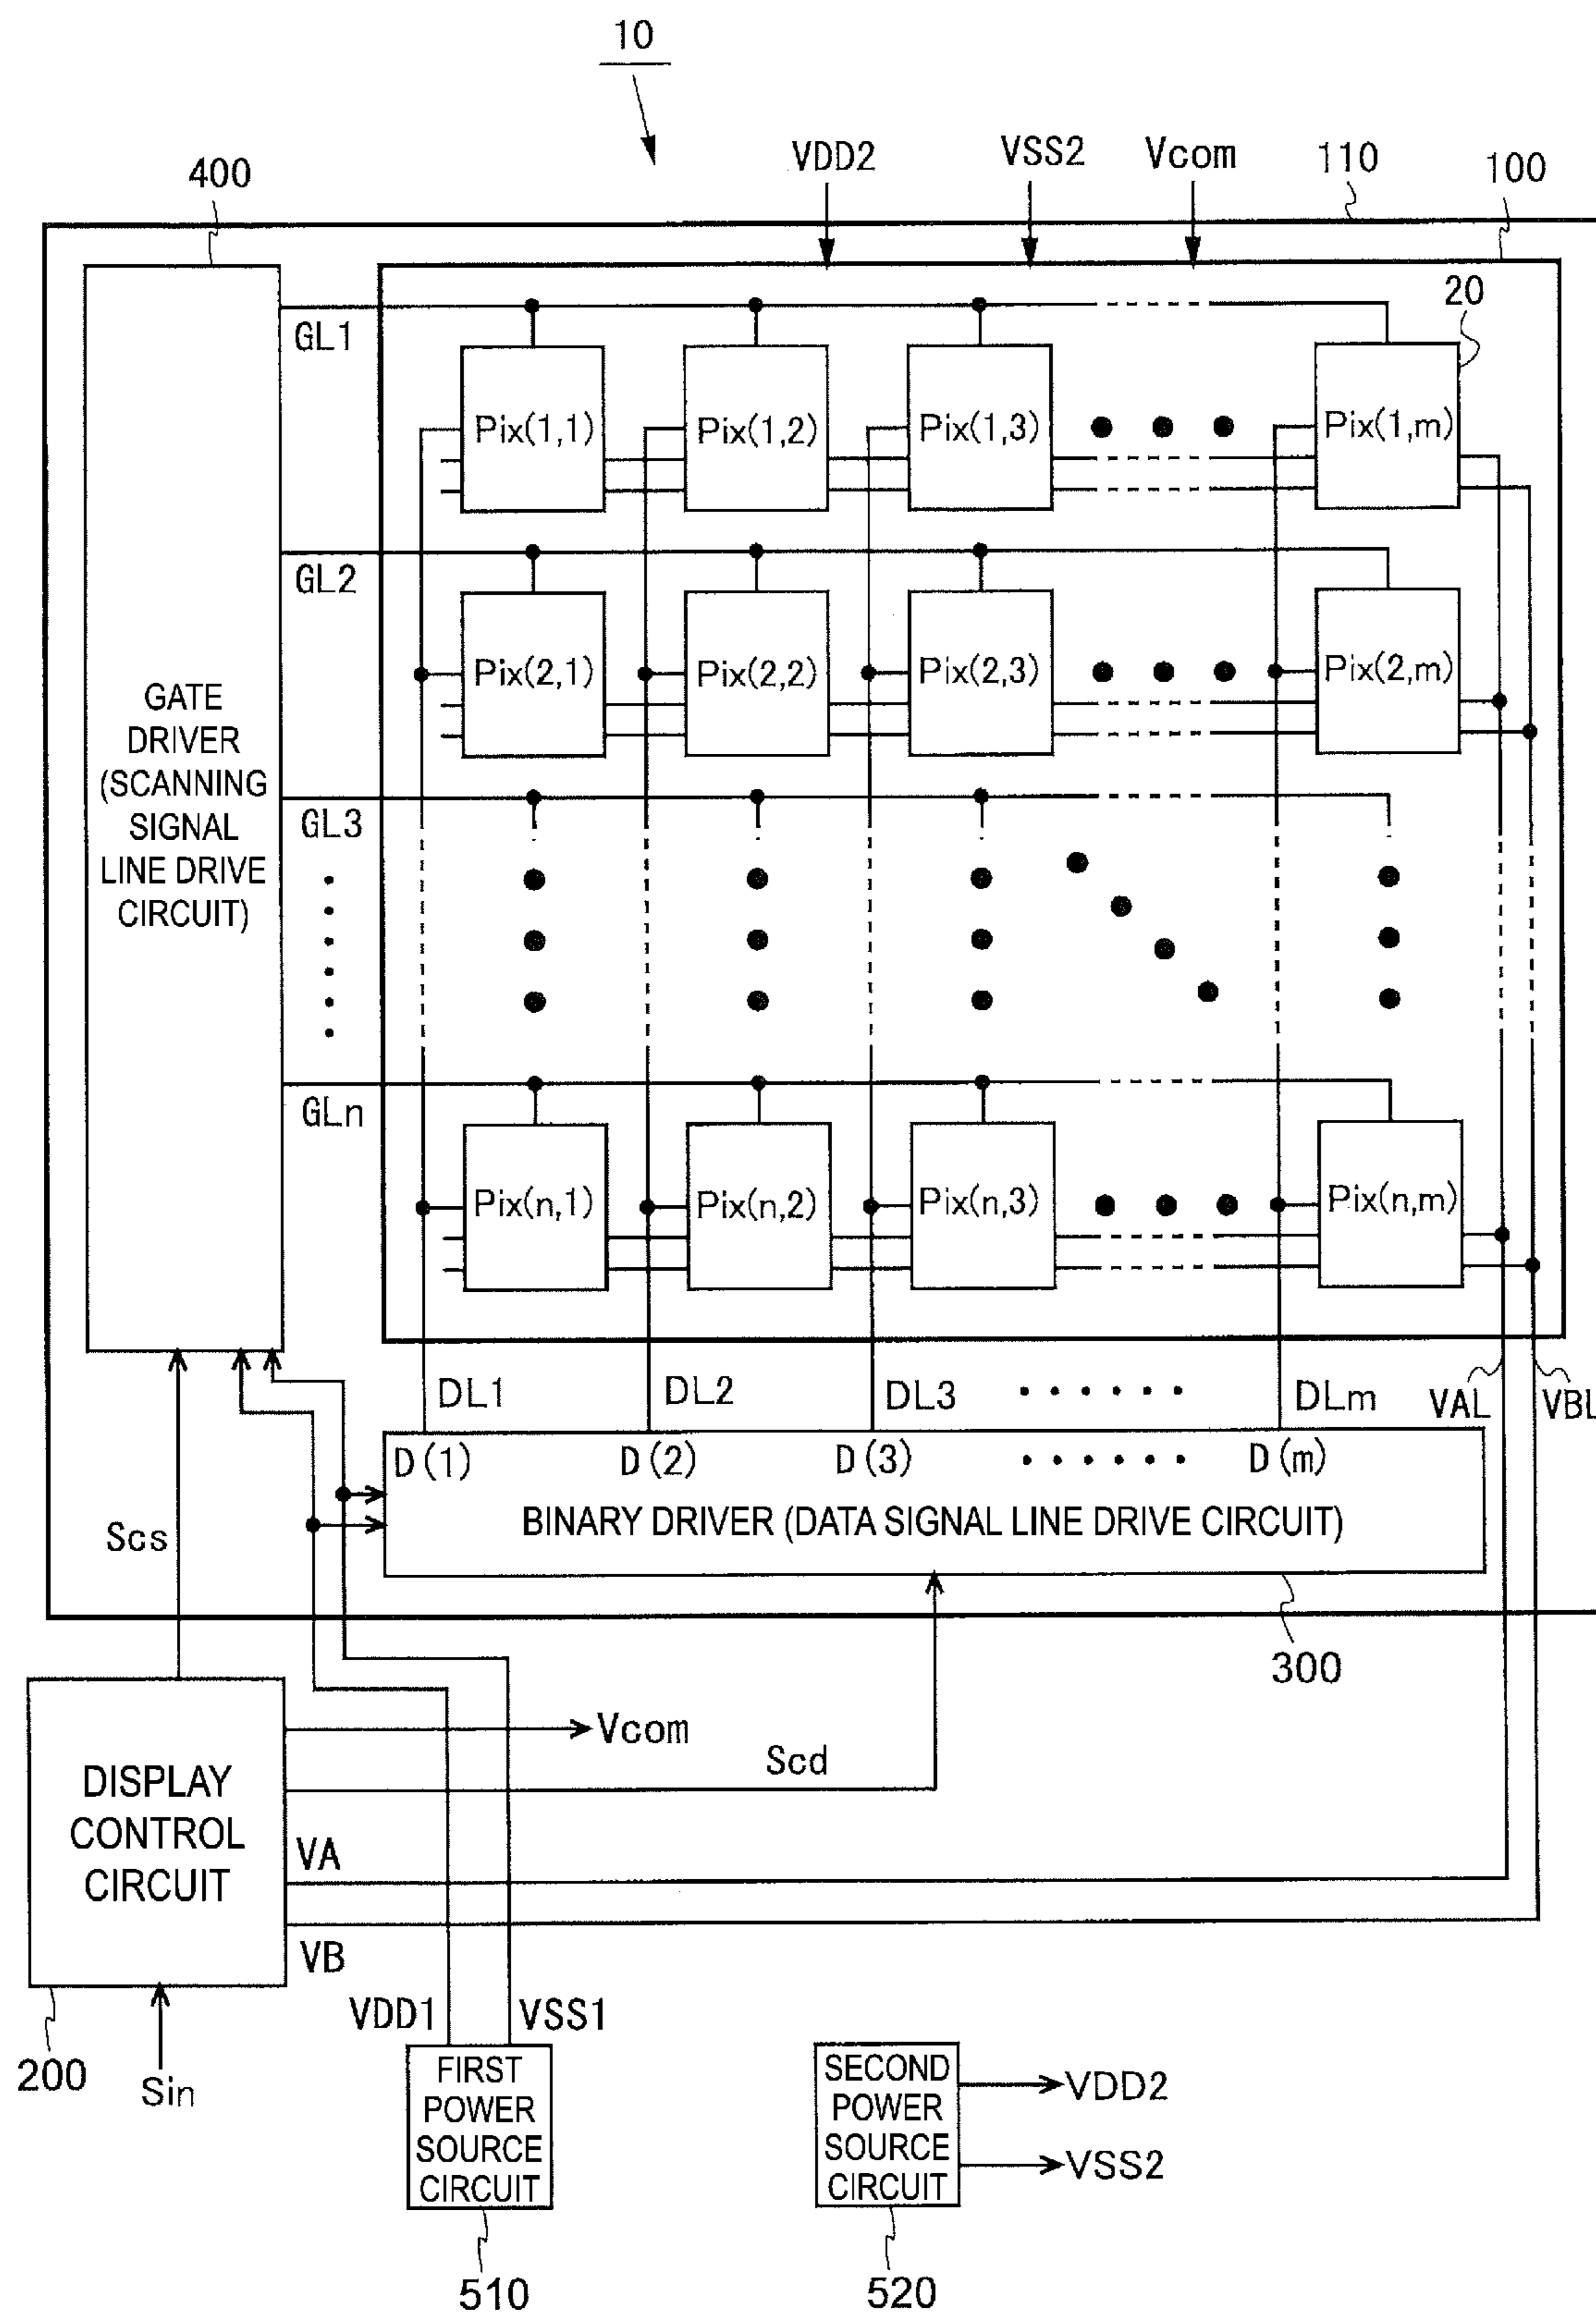 10
VDD2
VSS2
Vcom
110
100
400
20
GL1
Pix(1,1)
Pix(1,2)
Pix(1,3)
Pix(1,m)
GL2
Pix(2,1)
Pix(2,2)
Pix(2,3)
Pix(2,m)
GATE
DRIVER
(SCANNING
SIGNAL
LINE DRIVE
CIRCUIT)
GL3
GLn
Pix(n,1)
Pix(n,2)
Pix(n,3)
Pix(n,m)
DL1
DL2
DL3
DLm
VAL
VBL
D(1)
D(2)
D(3)
D(m)
BINARY DRIVER (DATA SIGNAL LINE DRIVE CIRCUIT)
Scs
300
Vcom
Scd
DISPLAY
CONTROL
CIRCUIT
VA
VB
VDD1
VSS1
200
Sin
FIRST
POWER
SOURCE
CIRCUIT
SECOND
POWER
SOURCE
CIRCUIT
VDD2
VSS2
510
520